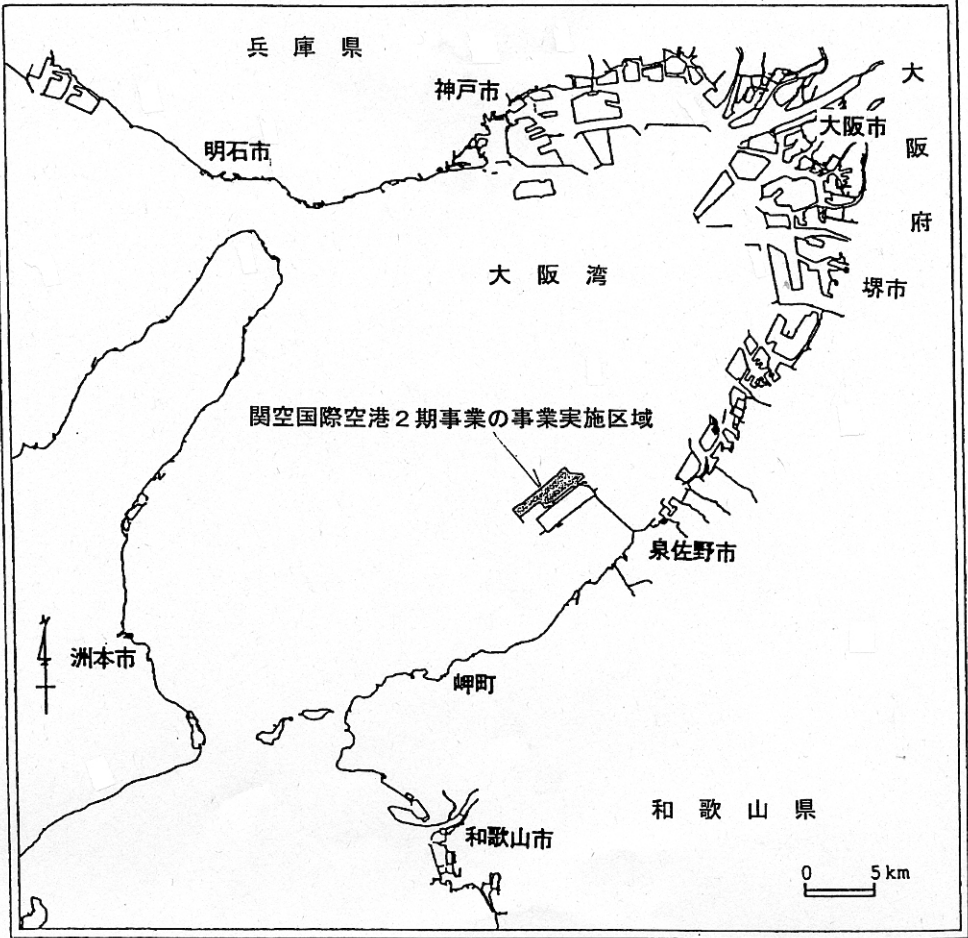 兵庫県
神戸市
明石市
大阪府
大阪市
大阪湾
堺市
関空国際空港２期事業の事業実施区域
泉佐野市
洲本市
岬町
和歌山県
和歌山市
0 5km